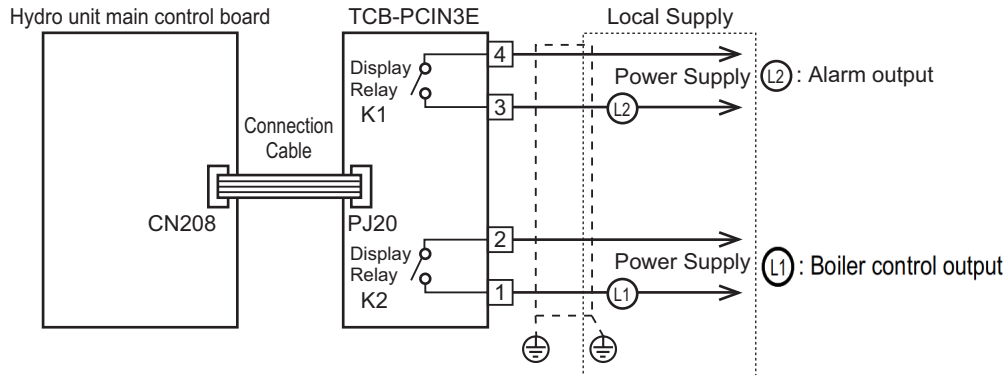 Hydro unit main control board
TCB-PCIN3E
Local Supply
4
Display
Relay
K1
Power Supply
L2 : Alarm output
3
L2
Connection
Cable
CN208
PJ20
2
Display
Relay
K2
Power Supply
L1 : Boiler control output
1
L1